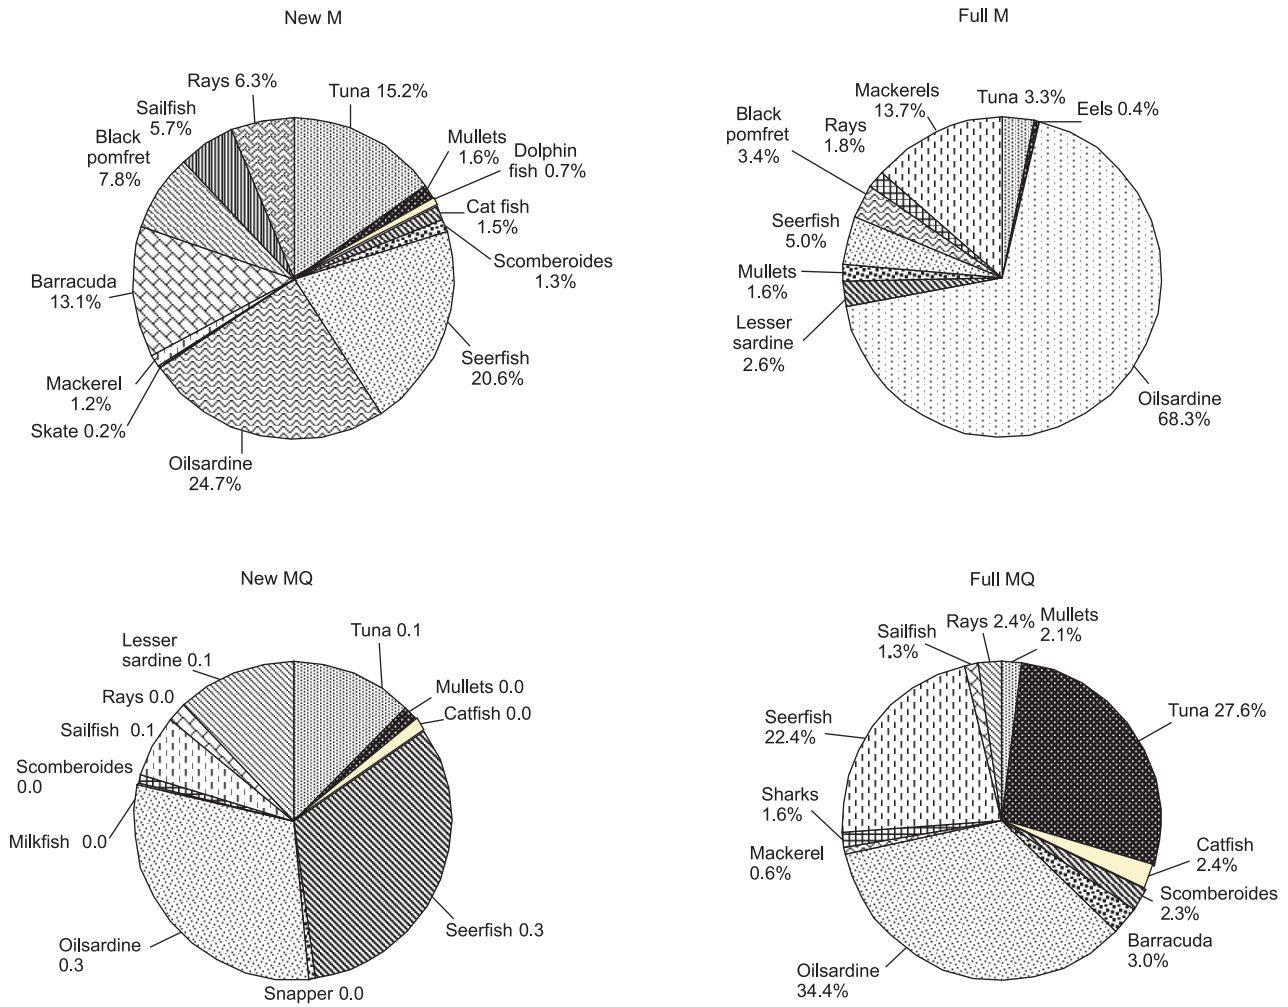 New M
Rays 6.3%
Tuna 15.2%
Sailfish
5.7%
Black
pomfret
7.8%
Mullets
1.6%
Dolphin
fish 0.7%
Cat fish
1.5%
Scomberoides
1.3%
Barracuda
13.1%
Seerfish
20.6%
Mackerel
1.2%
Skate 0.2%
Oilsardine
24.7%
Full M
Mackerels
13.7%
Tuna 3.3%
Eels 0.4%
Black
pomfret
3.4%
Rays
1.8%
Seerfish
5.0%
Mullets
1.6%
Lesser
sardine
2.6%
Oilsardine
68.3%
New MQ
Tuna 0.1
Lesser
sardine 0.1
Mullets 0.0
Rays 0.0
Catfish 0.0
Sailfish 0.1
Scomberoides
0.0
Milkfish 0.0
Seerfish 0.3
Oilsardine
0.3
Snapper 0.0
Full MQ
Rays 2.4%
Mullets
2.1%
Sailfish
1.3%
Tuna 27.6%
Seerfish
22.4%
Sharks
1.6%
Mackerel
0.6%
Catfish
2.4%
Scomberoides
2.3%
Barracuda
3.0%
Oilsardine
34.4%